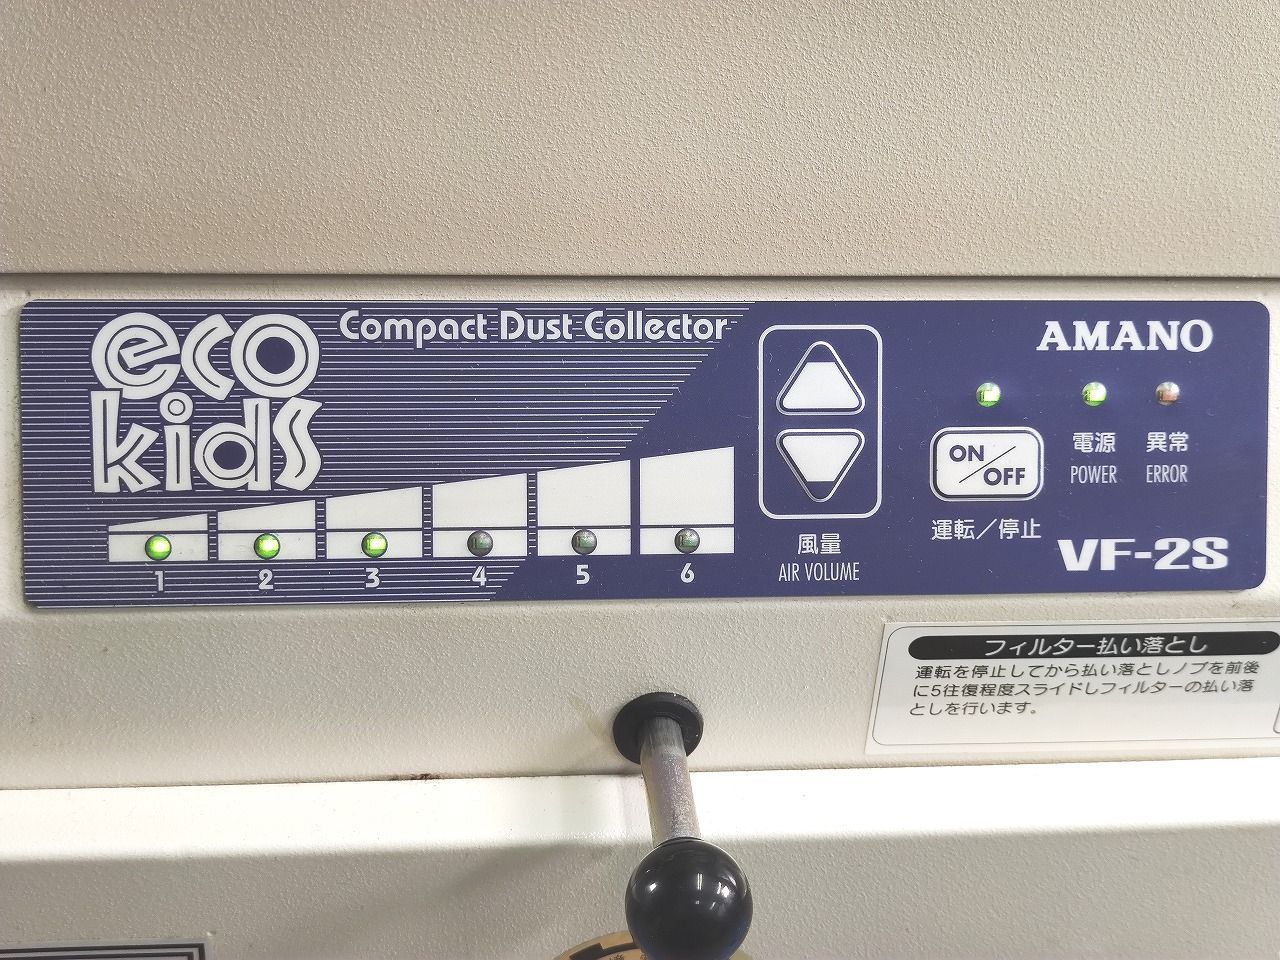 eco
kids
Compact Dust Collector
1 2 3 4 5 6
風量
AIR VOLUME
ON/OFF
運転／停止
AMANO
電源
POWER
異常
ERROR
VF-2S
フィルター払い落とし
運転を停止してから払い落としノブを前後
に5往復程度スライドしフィルターの払い落
としを行います。